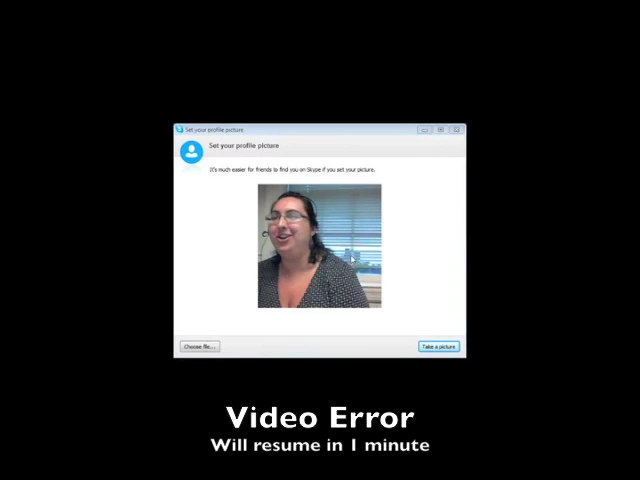 Set your profile picture
Set your profile picture
It's much easier for friends to find you on Skype if you set your picture.
Choose file...
Take a picture
Video Error
Will resume in 1 minute